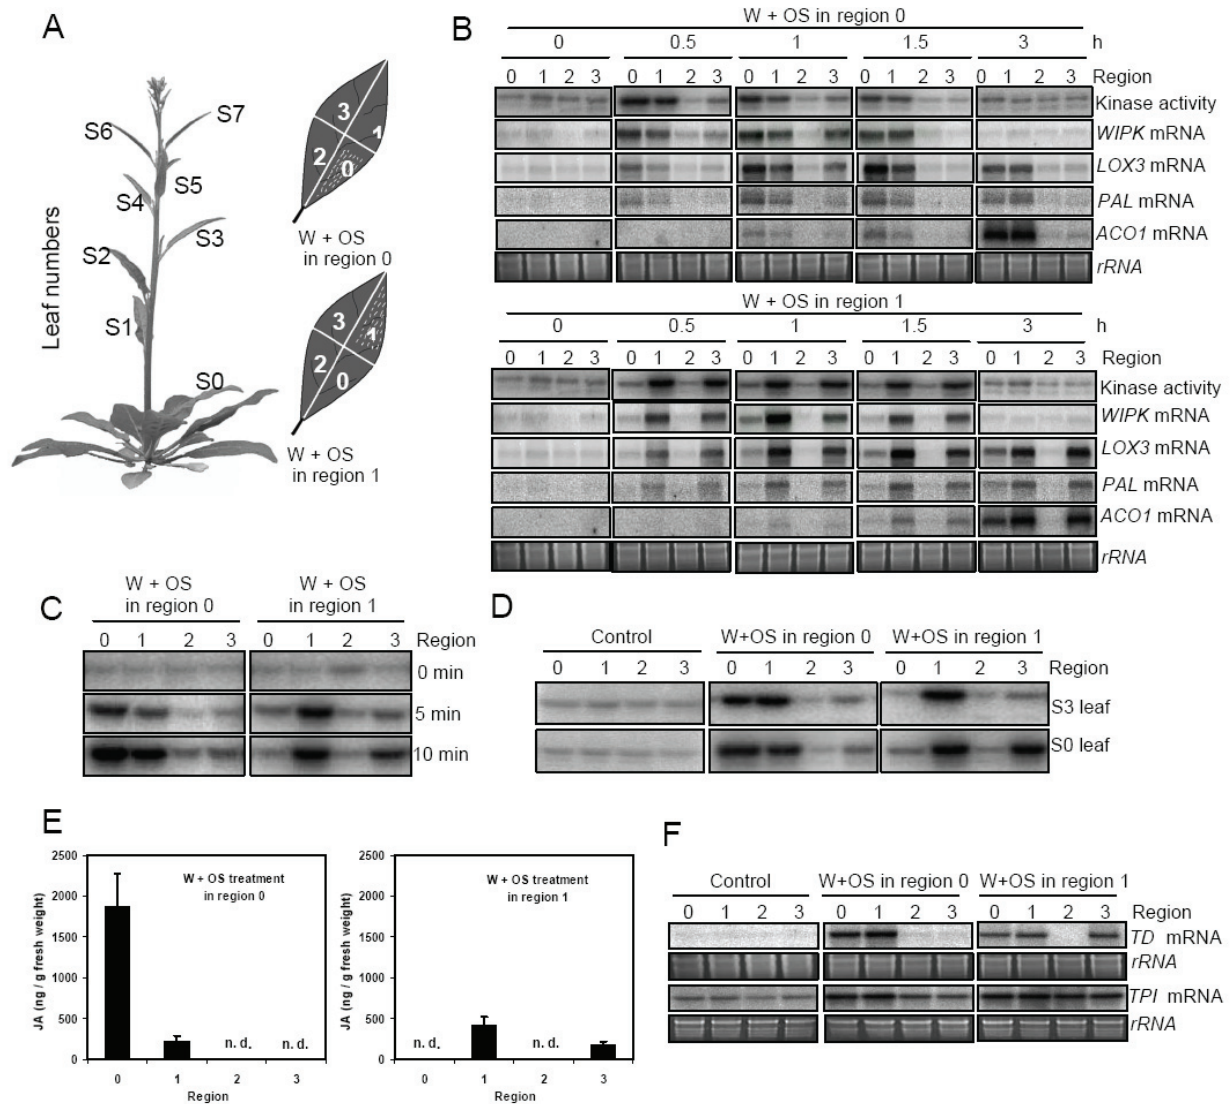 A
Leaf numbers
S7
S6
S5
S4
S3
S2
S1
S0
3
1
2
0
W + OS
in region 0
3
1
2
0
W + OS
in region 1
B
W + OS in region 0
0 0.5 1 1.5 3 h
0 1 2 3 0 1 2 3 0 1 2 3 0 1 2 3 0 1 2 3 Region
Kinase activity
WIPK mRNA
LOX3 mRNA
PAL mRNA
ACO1 mRNA
rRNA
W + OS in region 1
0 0.5 1 1.5 3 h
0 1 2 3 0 1 2 3 0 1 2 3 0 1 2 3 0 1 2 3 Region
Kinase activity
WIPK mRNA
LOX3 mRNA
PAL mRNA
ACO1 mRNA
rRNA
C
W + OS
in region 0
W + OS
in region 1
0 1 2 3 0 1 2 3 Region
0 min
5 min
10 min
D
Control W+OS in region 0 W+OS in region 1
0 1 2 3 0 1 2 3 0 1 2 3
Region
S3 leaf
S0 leaf
E
JA (ng / g fresh weight)
2500
2000
1500
1000
500
0
W + OS treatment
in region 0
n. d. n. d.
0 1 2 3
Region
JA (ng / g fresh weight)
2500
2000
1500
1000
500
0
W + OS treatment
in region 1
n. d. n. d.
0 1 2 3
Region
F
Control W+OS in region 0 W+OS in region 1
0 1 2 3 0 1 2 3 0 1 2 3 Region
TD mRNA
rRNA
TPI mRNA
rRNA